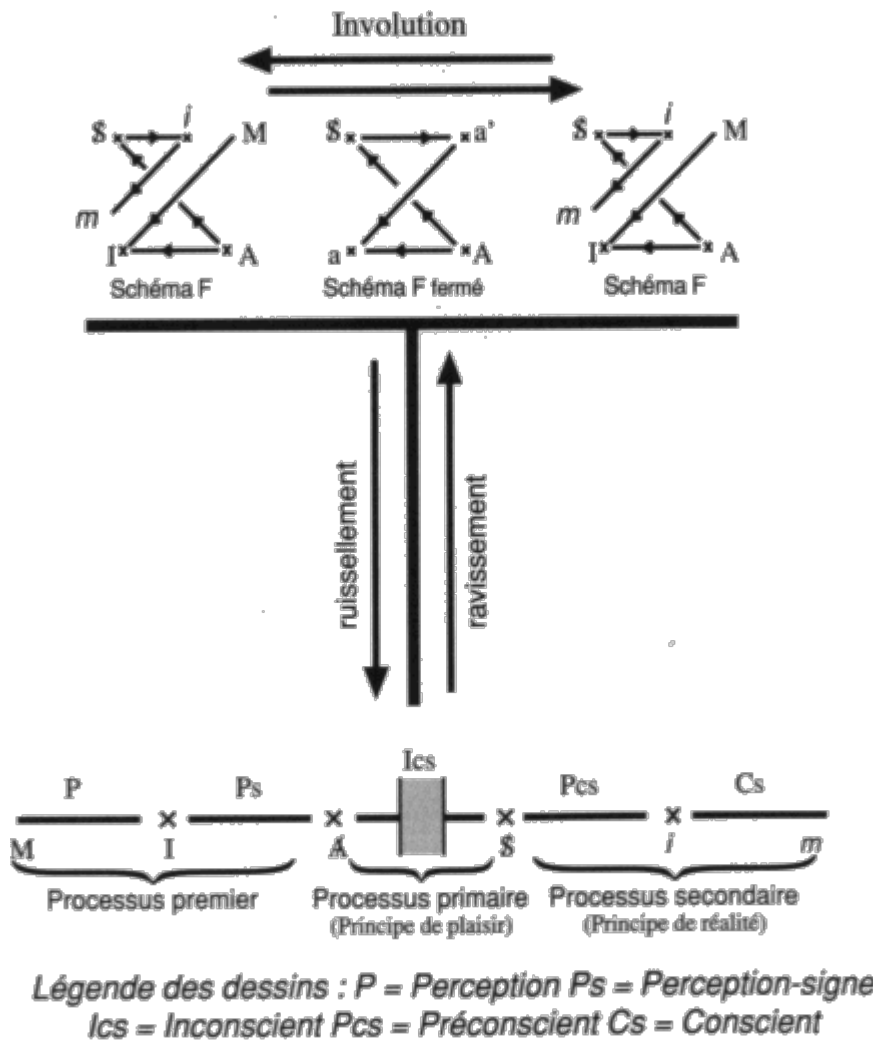 Involution
$ i M $ a' $ i M
m m
I A a A I A
Schéma F Schéma F fermé Schéma F
ruissellement
ravissement
Ics
P Ps Pcs Cs
M I Ⱥ $ i m
Processus premier Processus primaire Processus secondaire
(Principe de plaisir) (Principe de réalité)
Légende des dessins : P = Perception Ps = Perception-signe
Ics = Inconscient Pcs = Préconscient Cs = Conscient